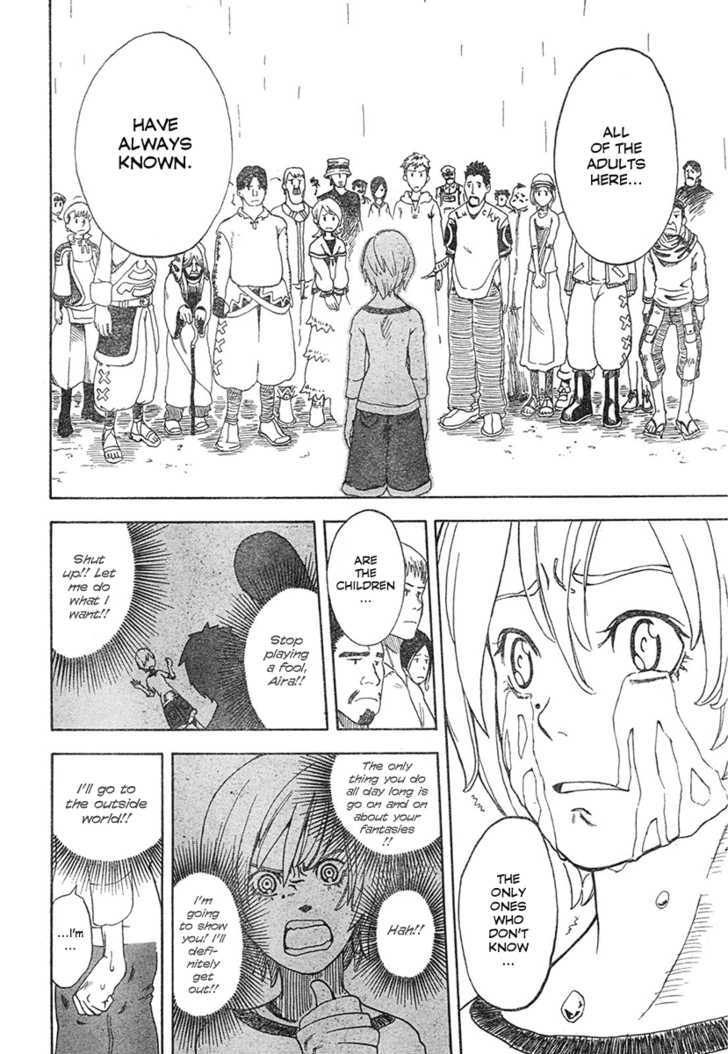 ALL
OF THE
ADULTS
HERE...
HAVE
ALWAYS
KNOWN.
THE
ONLY
ONES
WHO
DON'T
KNOW
...
ARE
THE
CHILDREN
...
Stop
playing
a fool,
Aira!!
Shut
up!! Let
me do
what I
want!!
The only
thing you do
all day long is
go on and on
about your
fantasies
!!
Hah!!
I'm
going
to show
you! I'll
defi-
nitely
get
out!!
I'll go to
the outside
world!!
...I'm
...